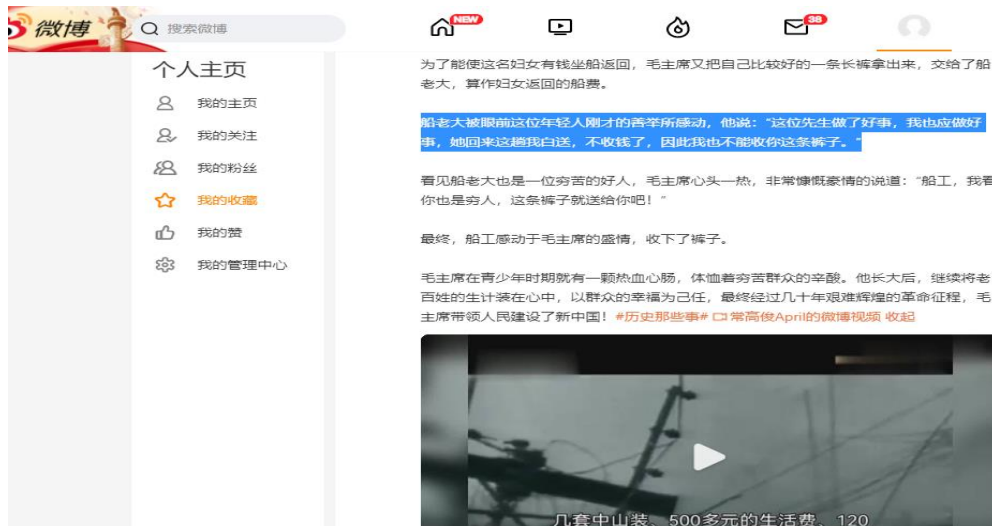 微博
搜索微博
NEW
38
个人主页
我的主页
我的关注
我的粉丝
我的收藏
我的赞
我的管理中心
为了能使这名妇女有钱坐船返回，毛主席又把自己比较好的一条长裤拿出来，交给了船
老大，算作妇女返回的船费。
船老大被眼前这位年轻人刚才的善举所感动，他说：“这位先生做了好事，我也应做好
事，她回来这趟我白送，不收钱了，因此我也不能收你这条裤子。”
看见船老大也是一位穷苦的好人，毛主席心头一热，非常慷慨豪情的说道：“船工，我看
你也是穷人，这条裤子就送给你吧！”
最终，船工感动于毛主席的盛情，收下了裤子。
毛主席在青少年时期就有一颗热血心肠，体恤着穷苦群众的辛酸。他长大后，继续将老
百姓的生计装在心中，以群众的幸福为己任，最终经过几十年艰难辉煌的革命征程，毛
主席带领人民建设了新中国！#历史那些事# 常高俊April的微博视频 收起
几套中山装、500多元的生活费、120